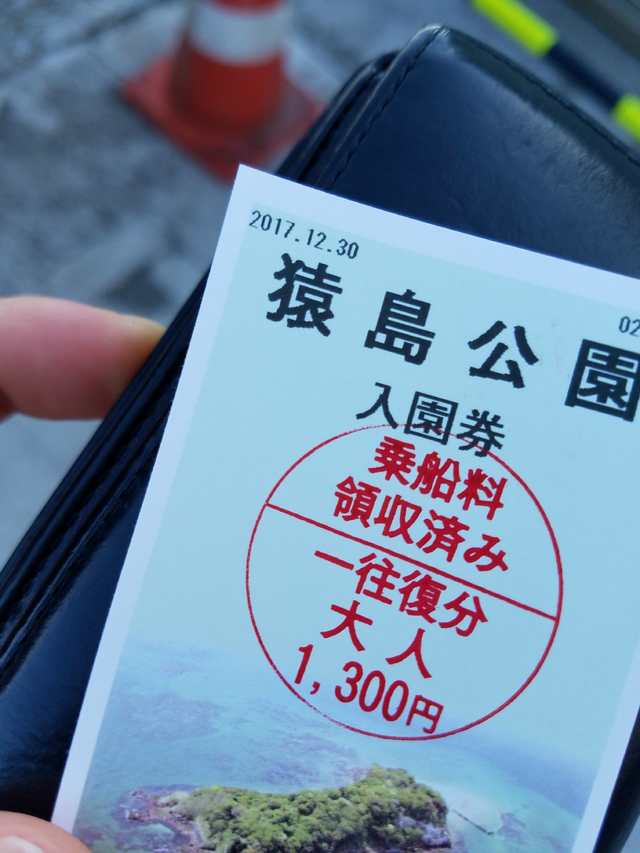 2017.12.30
02
猿島公園
入園券
乗船料
領収済み
一往復分
大人
1,300円